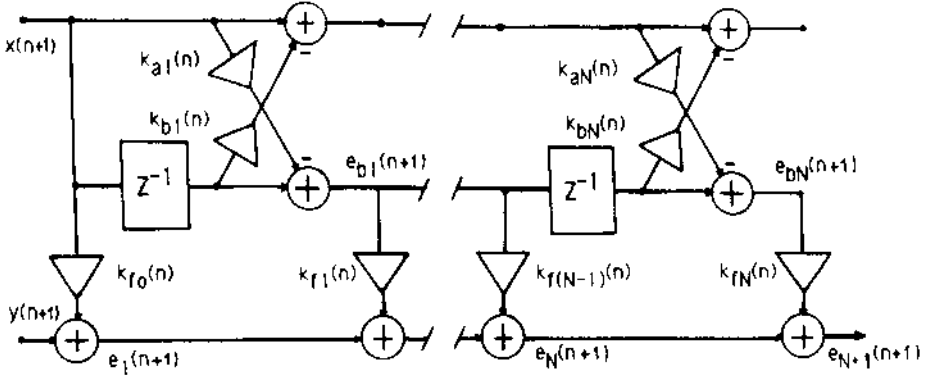 x(n+1)
k_a1(n)
k_b1(n)
z⁻¹
e_b1(n+1)
k_f0(n)
k_f1(n)
y(n+1)
e_1(n+1)
k_aN(n)
k_bN(n)
z⁻¹
e_bN(n+1)
k_f(N-1)(n)
k_fN(n)
e_N(n+1)
e_N+1(n+1)